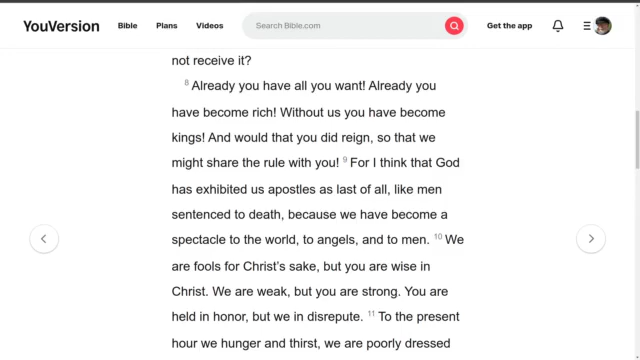 YouVersion
Bible
Plans
Videos
Search Bible.com
Get the app
not receive it?
8 Already you have all you want! Already you
have become rich! Without us you have become
kings! And would that you did reign, so that we
might share the rule with you! 9 For I think that God
has exhibited us apostles as last of all, like men
sentenced to death, because we have become a
spectacle to the world, to angels, and to men. 10 We
are fools for Christ's sake, but you are wise in
Christ. We are weak, but you are strong. You are
held in honor, but we in disrepute. 11 To the present
hour we hunger and thirst, we are poorly dressed